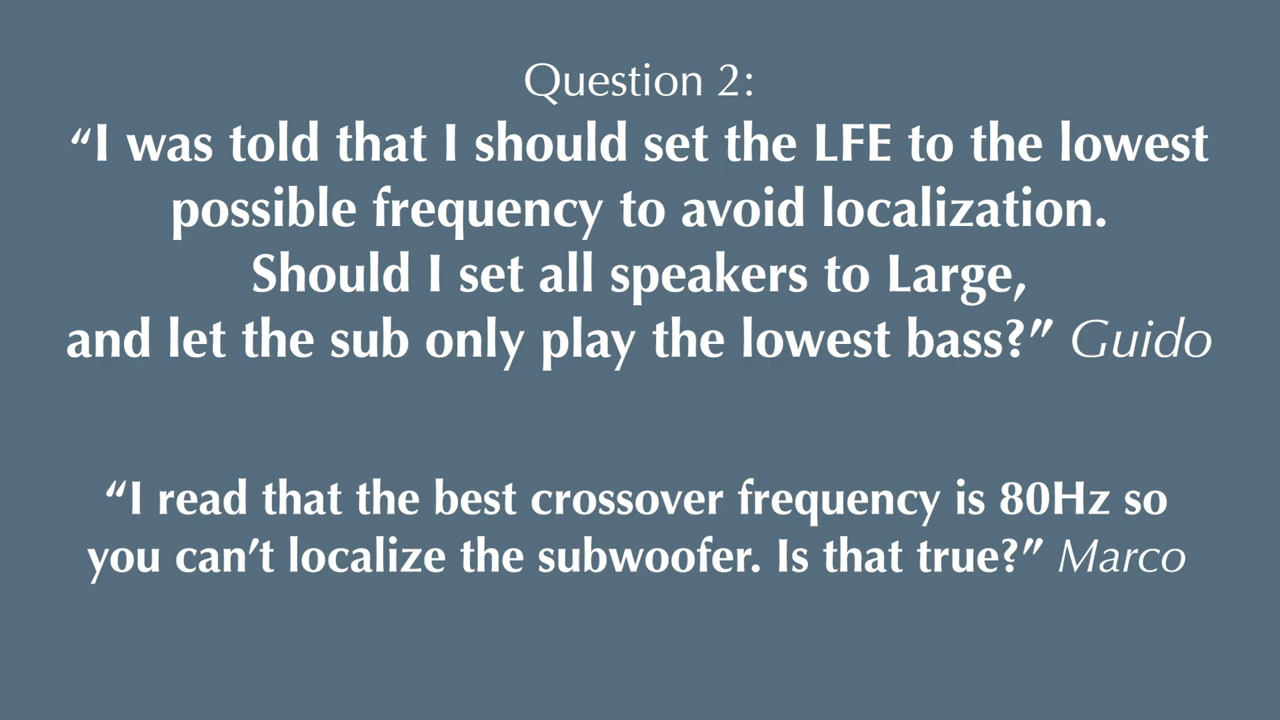 Question 2:
“I was told that I should set the LFE to the lowest
possible frequency to avoid localization.
Should I set all speakers to Large,
and let the sub only play the lowest bass?” Guido
“I read that the best crossover frequency is 80Hz so
you can’t localize the subwoofer. Is that true?” Marco